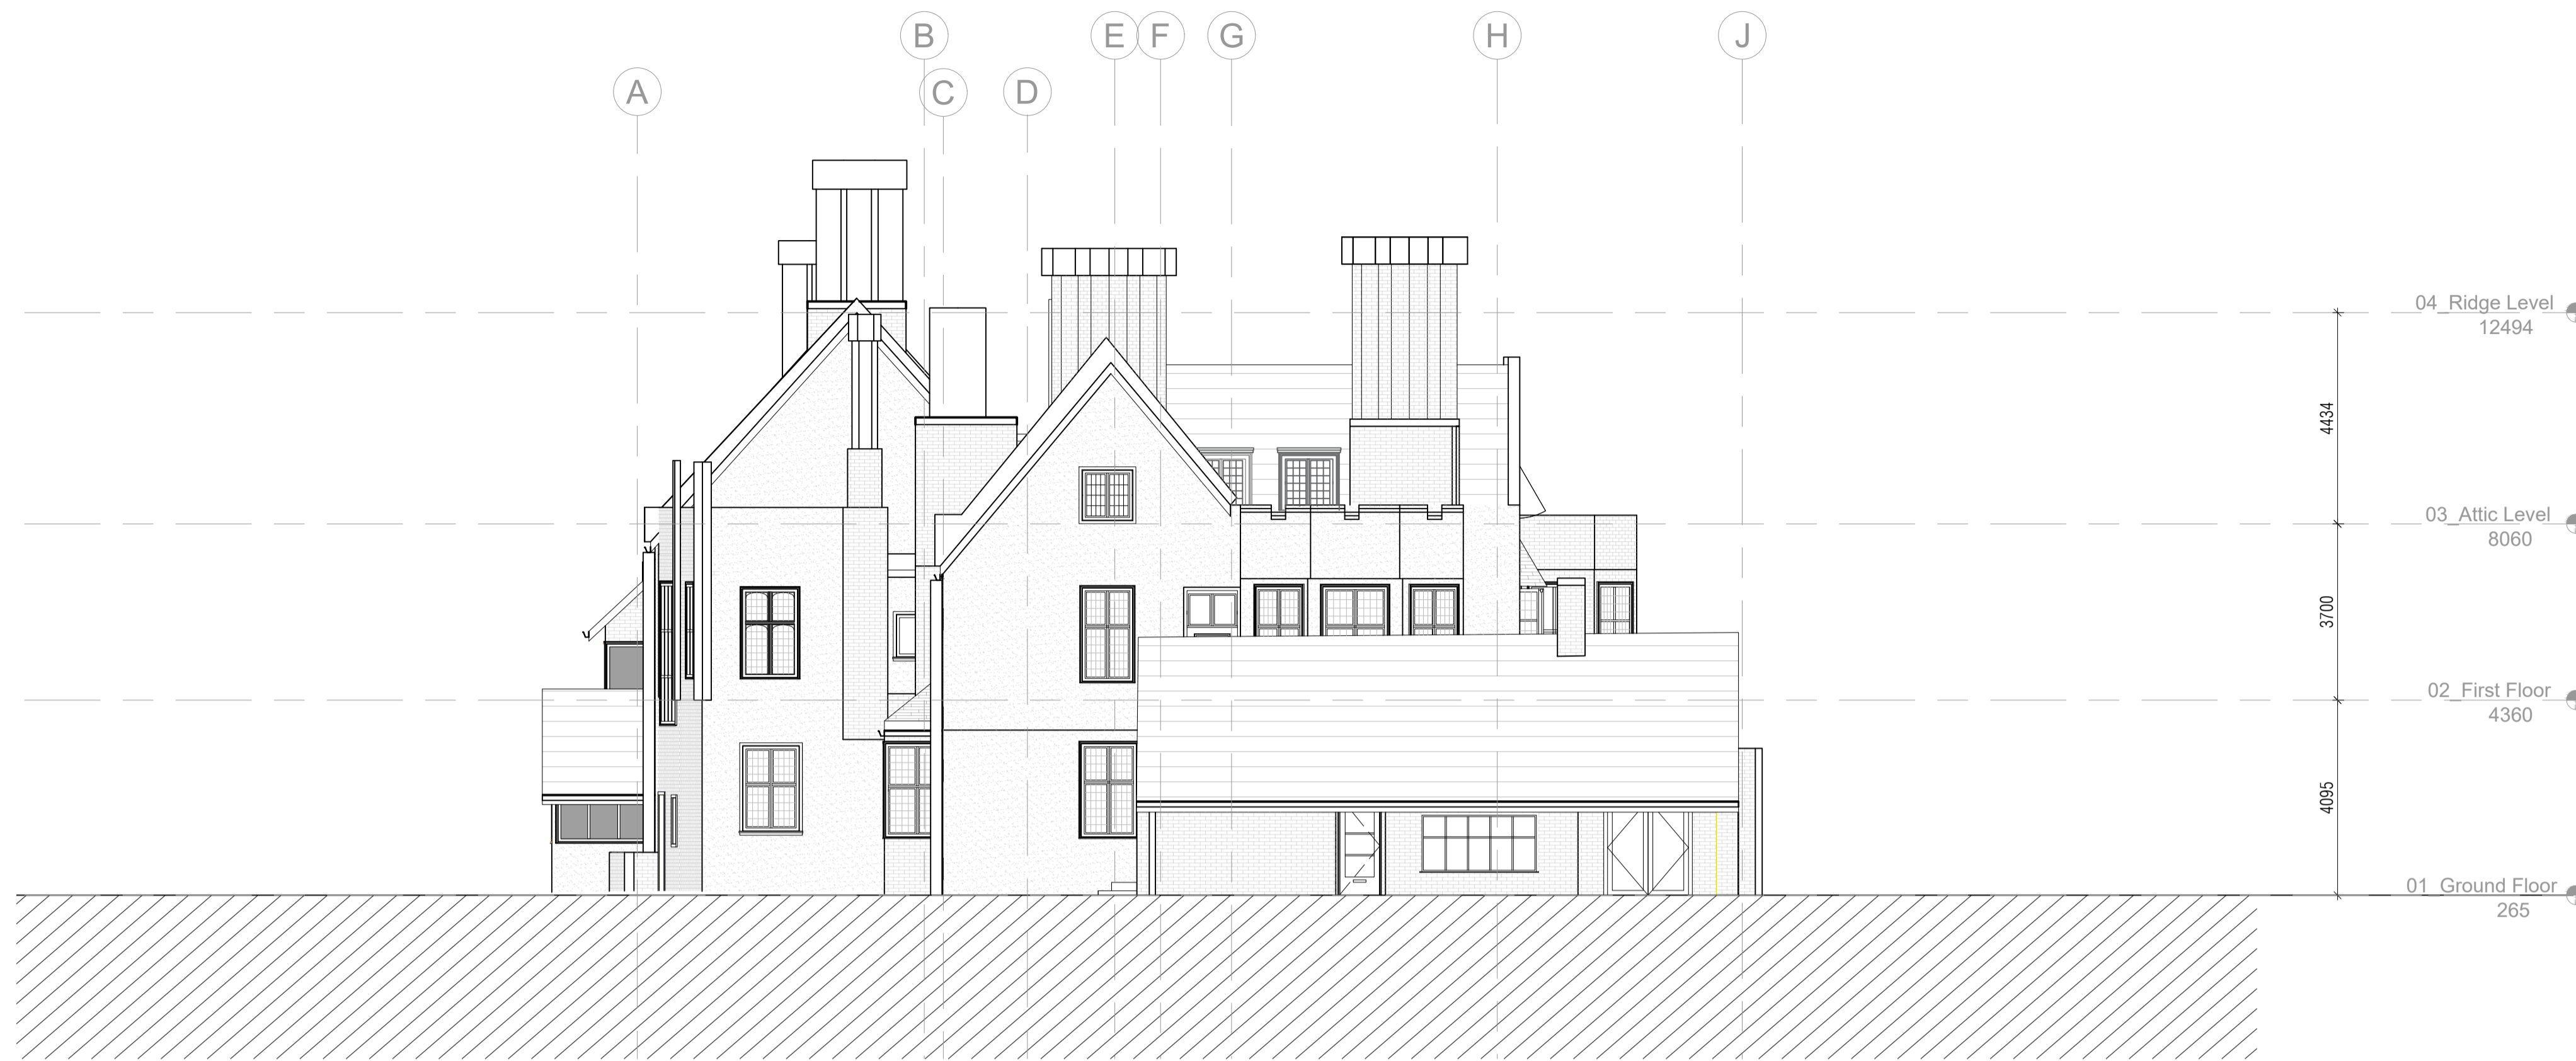 B
E
F
G
H
J
A
C
D
04_Ridge Level
12494
4434
03_Attic Level
8060
3700
02_First Floor
4360
4095
01_Ground Floor
265